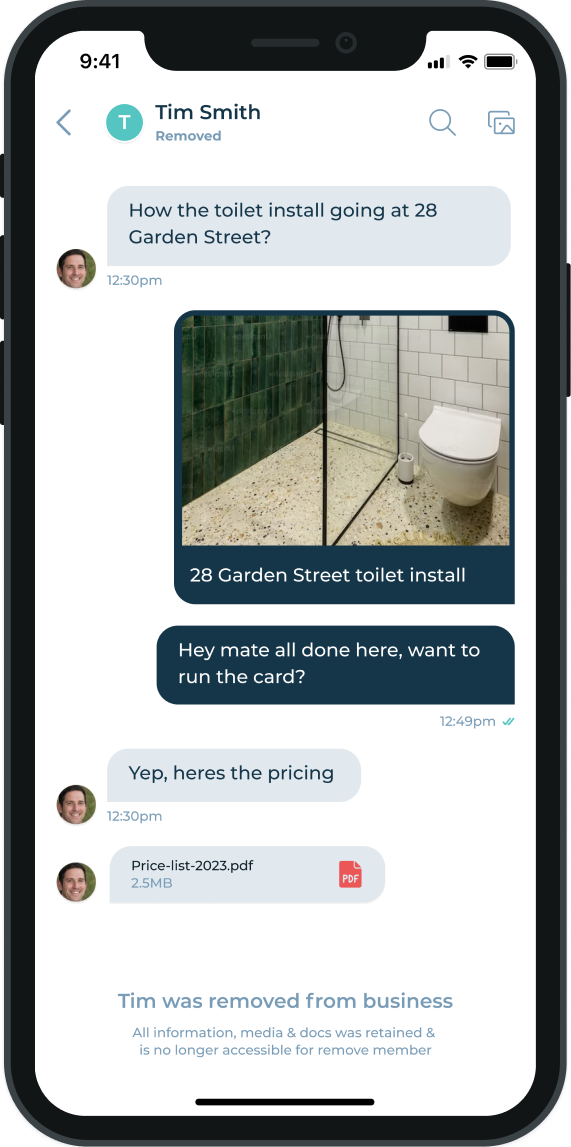 9:41
T
Tim Smith
Removed
How the toilet install going at 28
Garden Street?
12:30pm
28 Garden Street toilet install
Hey mate all done here, want to
run the card?
12:49pm
Yep, heres the pricing
12:30pm
Price-list-2023.pdf
2.5MB
PDF
Tim was removed from business
All information, media & docs was retained &
is no longer accessible for remove member